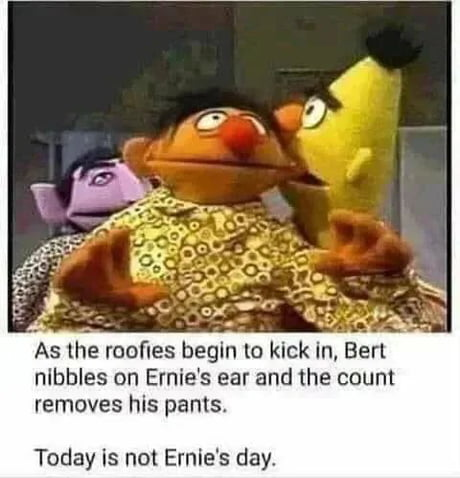 As the roofies begin to kick in, Bert
nibbles on Ernie's ear and the count
removes his pants.
Today is not Ernie's day.